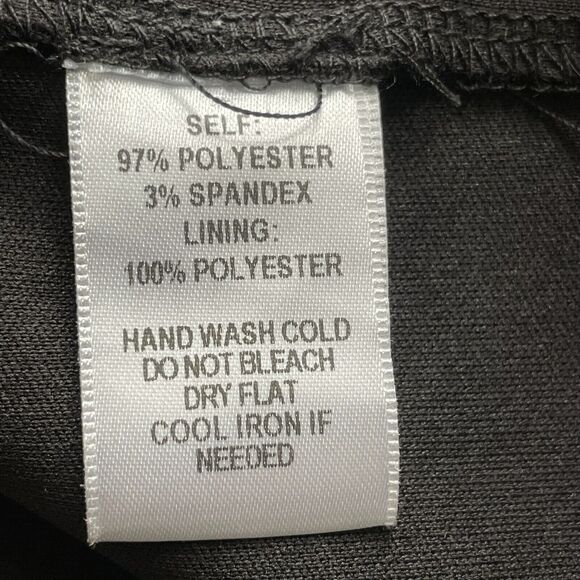 SELF:
97% POLYESTER
3% SPANDEX
LINING:
100% POLYESTER
HAND WASH COLD
DO NOT BLEACH
DRY FLAT
COOL IRON IF
NEEDED